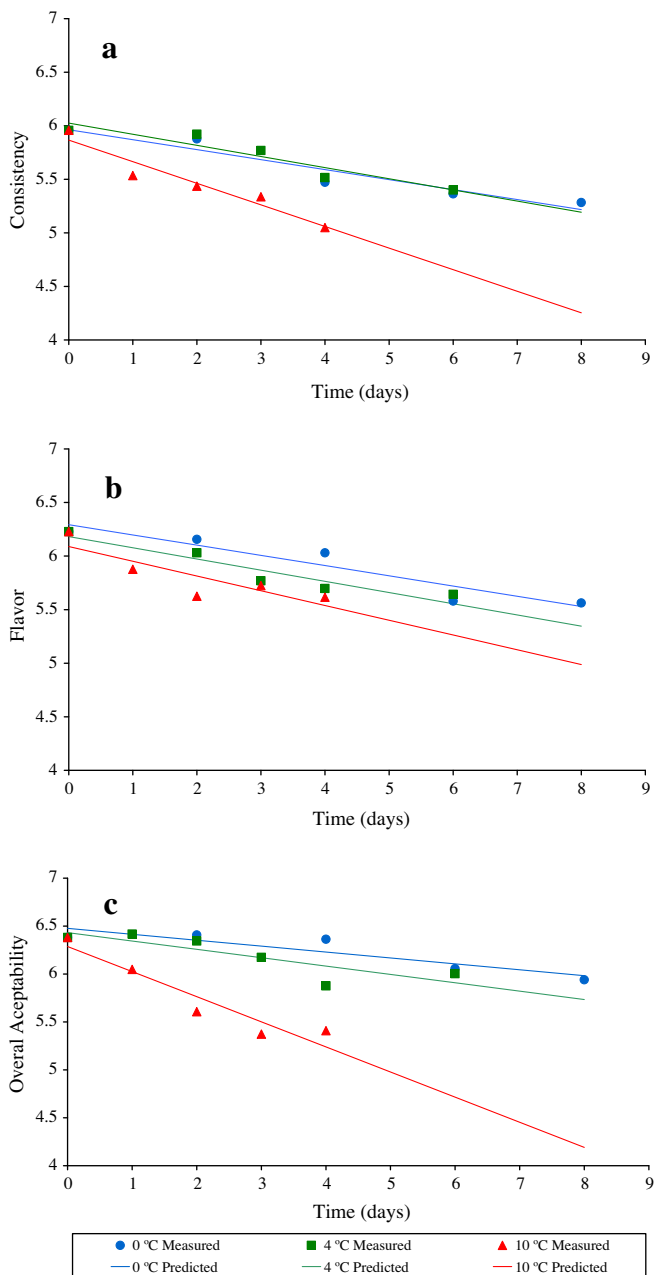 a
7
6.5
6
5.5
5
4.5
4
Consistency
0 1 2 3 4 5 6 7 8 9
Time (days)
b
7
6.5
6
5.5
5
4.5
4
Flavor
0 1 2 3 4 5 6 7 8 9
Time (days)
c
7
6.5
6
5.5
5
4.5
4
Overal Aceptability
0 1 2 3 4 5 6 7 8 9
Time (days)
0 ºC Measured 4 ºC Measured 10 ºC Measured
0 ºC Predicted 4 ºC Predicted 10 ºC Predicted